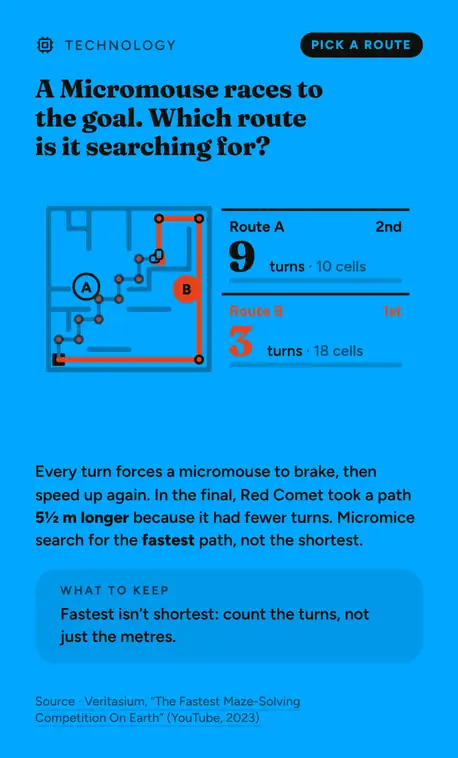 TECHNOLOGY
PICK A ROUTE
A Micromouse races to
the goal. Which route
is it searching for?
A
B
Route A 2nd
9 turns · 10 cells
Route B 1st
3 turns · 18 cells
Every turn forces a micromouse to brake, then
speed up again. In the final, Red Comet took a path
5½ m longer because it had fewer turns. Micromice
search for the fastest path, not the shortest.
WHAT TO KEEP
Fastest isn't shortest: count the turns, not
just the metres.
Source · Veritasium, “The Fastest Maze-Solving
Competition On Earth” (YouTube, 2023)